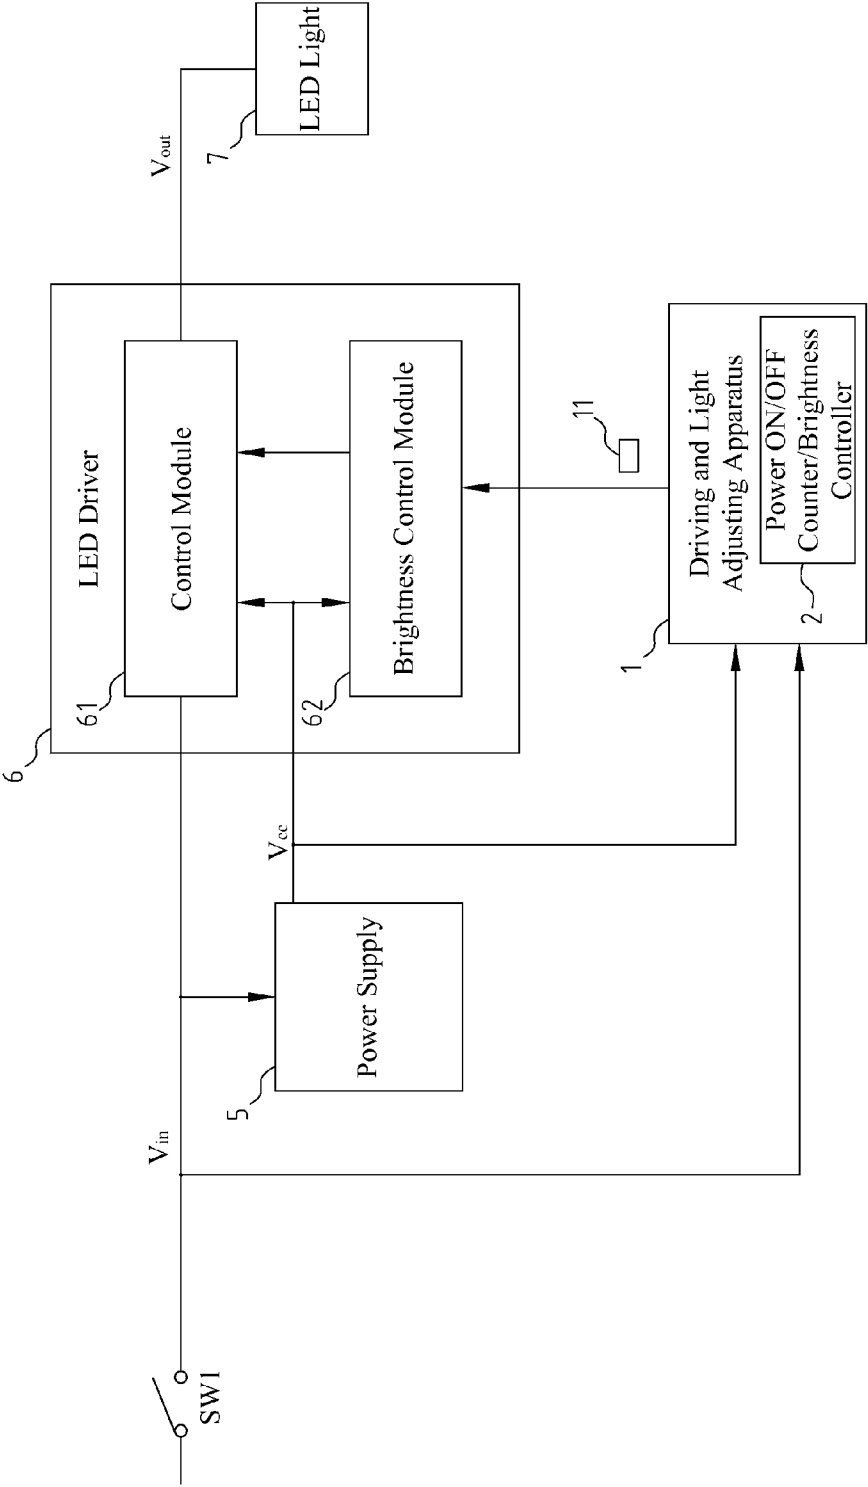 SW1
Vin
5
Power Supply
Vcc
6
LED Driver
61
Control Module
62
Brightness Control Module
Vout
7
LED Light
11
1
Driving and Light
Adjusting Apparatus
2
Power ON/OFF
Counter/Brightness
Controller